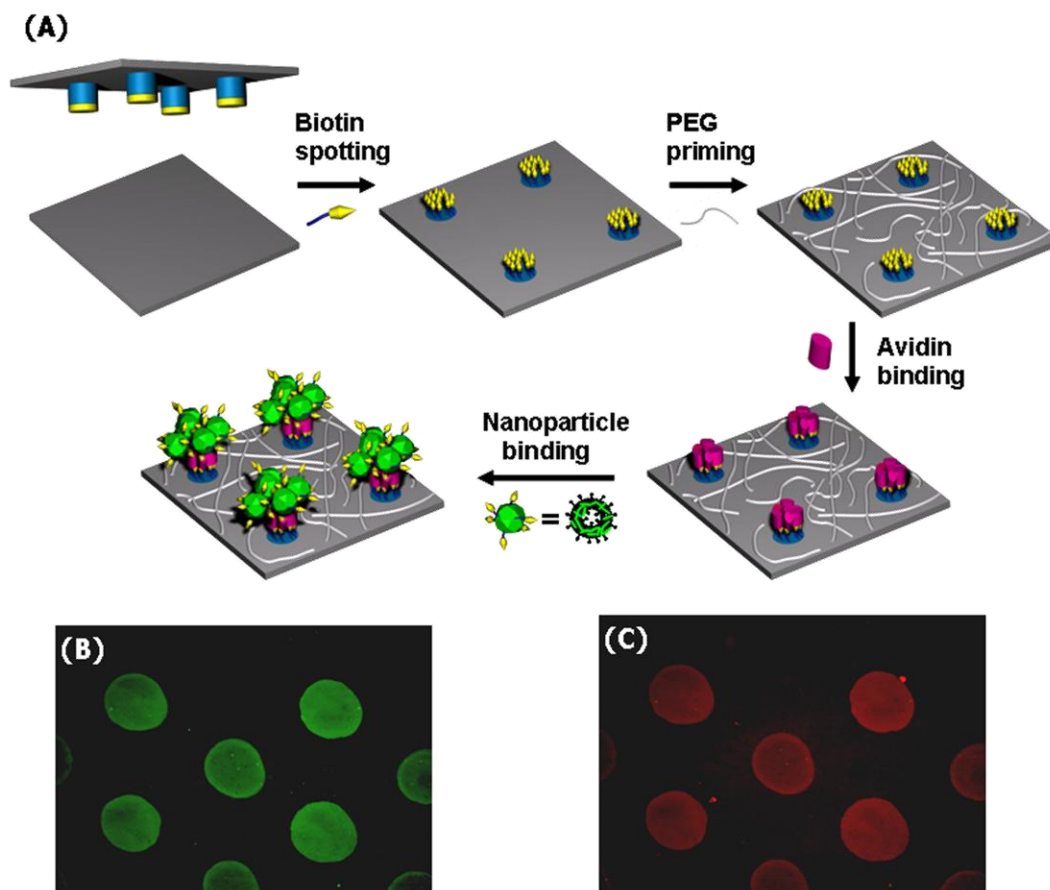 (A)
Biotin
spotting
PEG
priming
Avidin
binding
Nanoparticle
binding
=
(B)
(C)